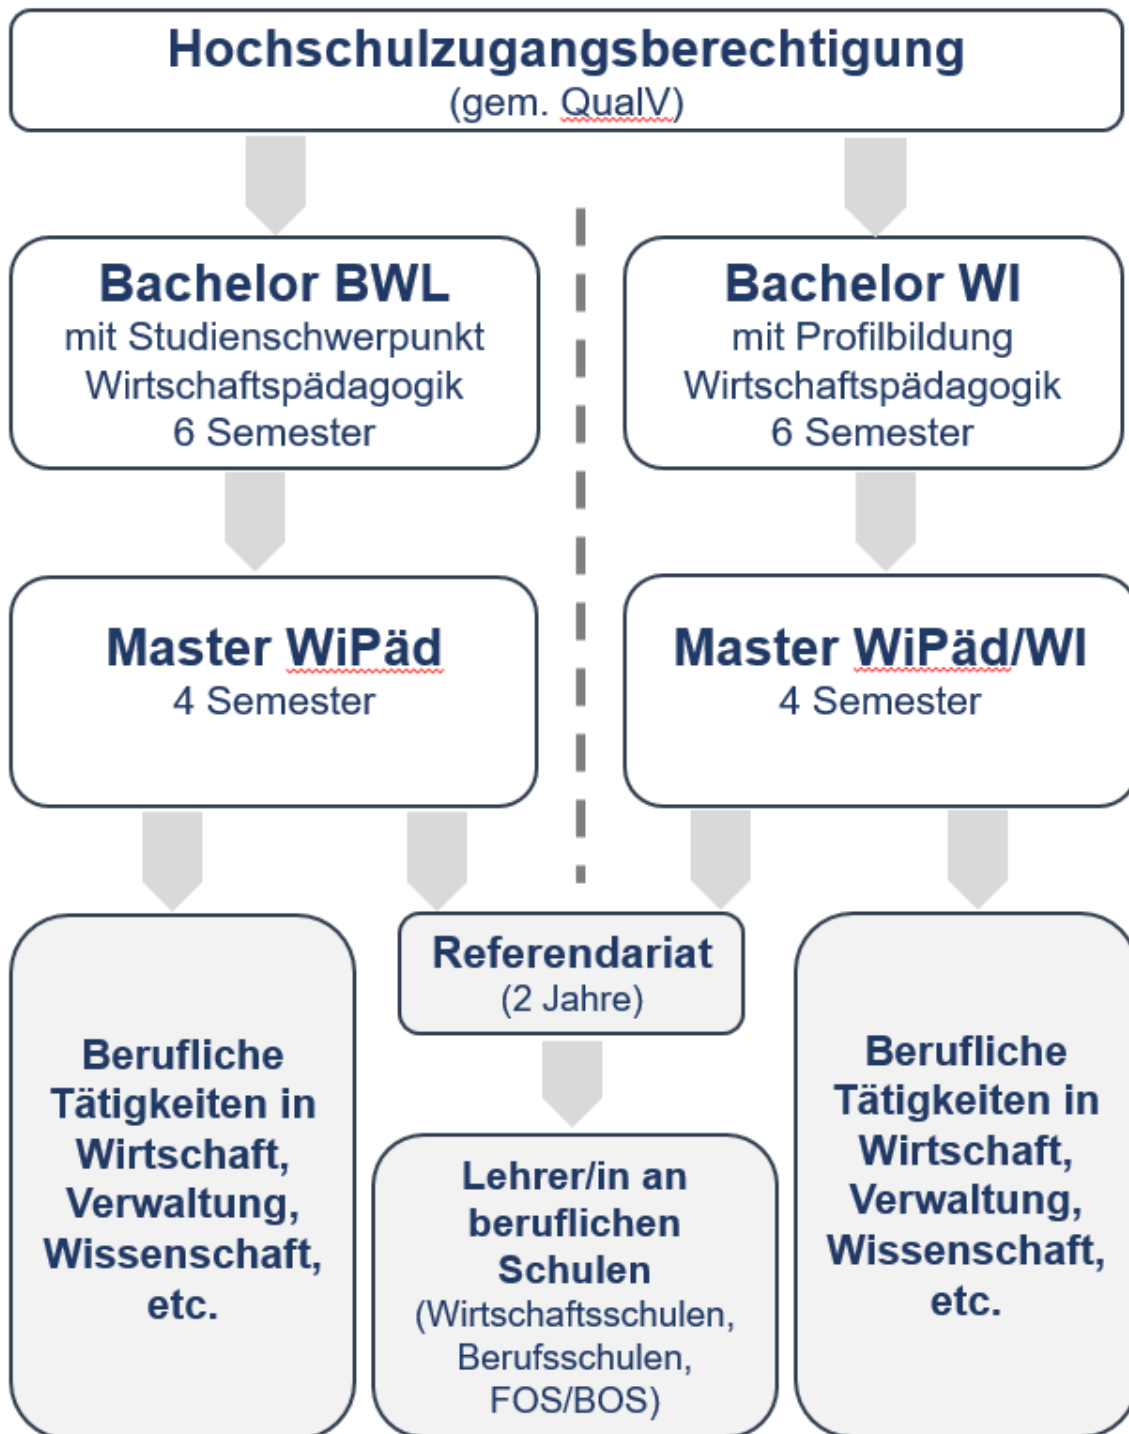 Hochschulzugangsberechtigung
(gem. QualV)
Bachelor BWL
mit Studienschwerpunkt
Wirtschaftspädagogik
6 Semester
Bachelor WI
mit Profilbildung
Wirtschaftspädagogik
6 Semester
Master WiPäd
4 Semester
Master WiPäd/WI
4 Semester
Berufliche
Tätigkeiten in
Wirtschaft,
Verwaltung,
Wissenschaft,
etc.
Referendariat
(2 Jahre)
Lehrer/in an
beruflichen
Schulen
(Wirtschaftsschulen,
Berufsschulen,
FOS/BOS)
Berufliche
Tätigkeiten in
Wirtschaft,
Verwaltung,
Wissenschaft,
etc.